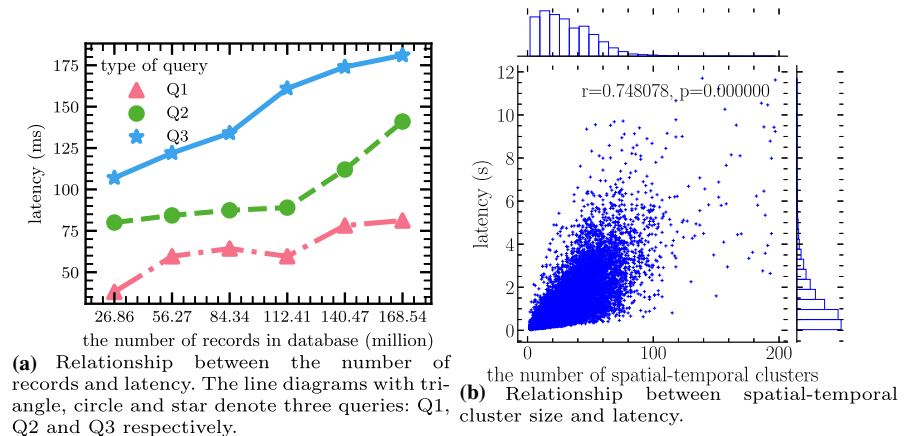 type of query
Q1
Q2
Q3
latency (ms)
175
150
125
100
75
50
26.86 56.27 84.34 112.41 140.47 168.54
the number of records in database (million)
(a) Relationship between the number of
records and latency. The line diagrams with tri-
angle, circle and star denote three queries: Q1,
Q2 and Q3 respectively.
r=0.748078, p=0.000000
latency (s)
12
10
8
6
4
2
0
0 100 200
the number of spatial-temporal clusters
(b) Relationship between spatial-temporal
cluster size and latency.